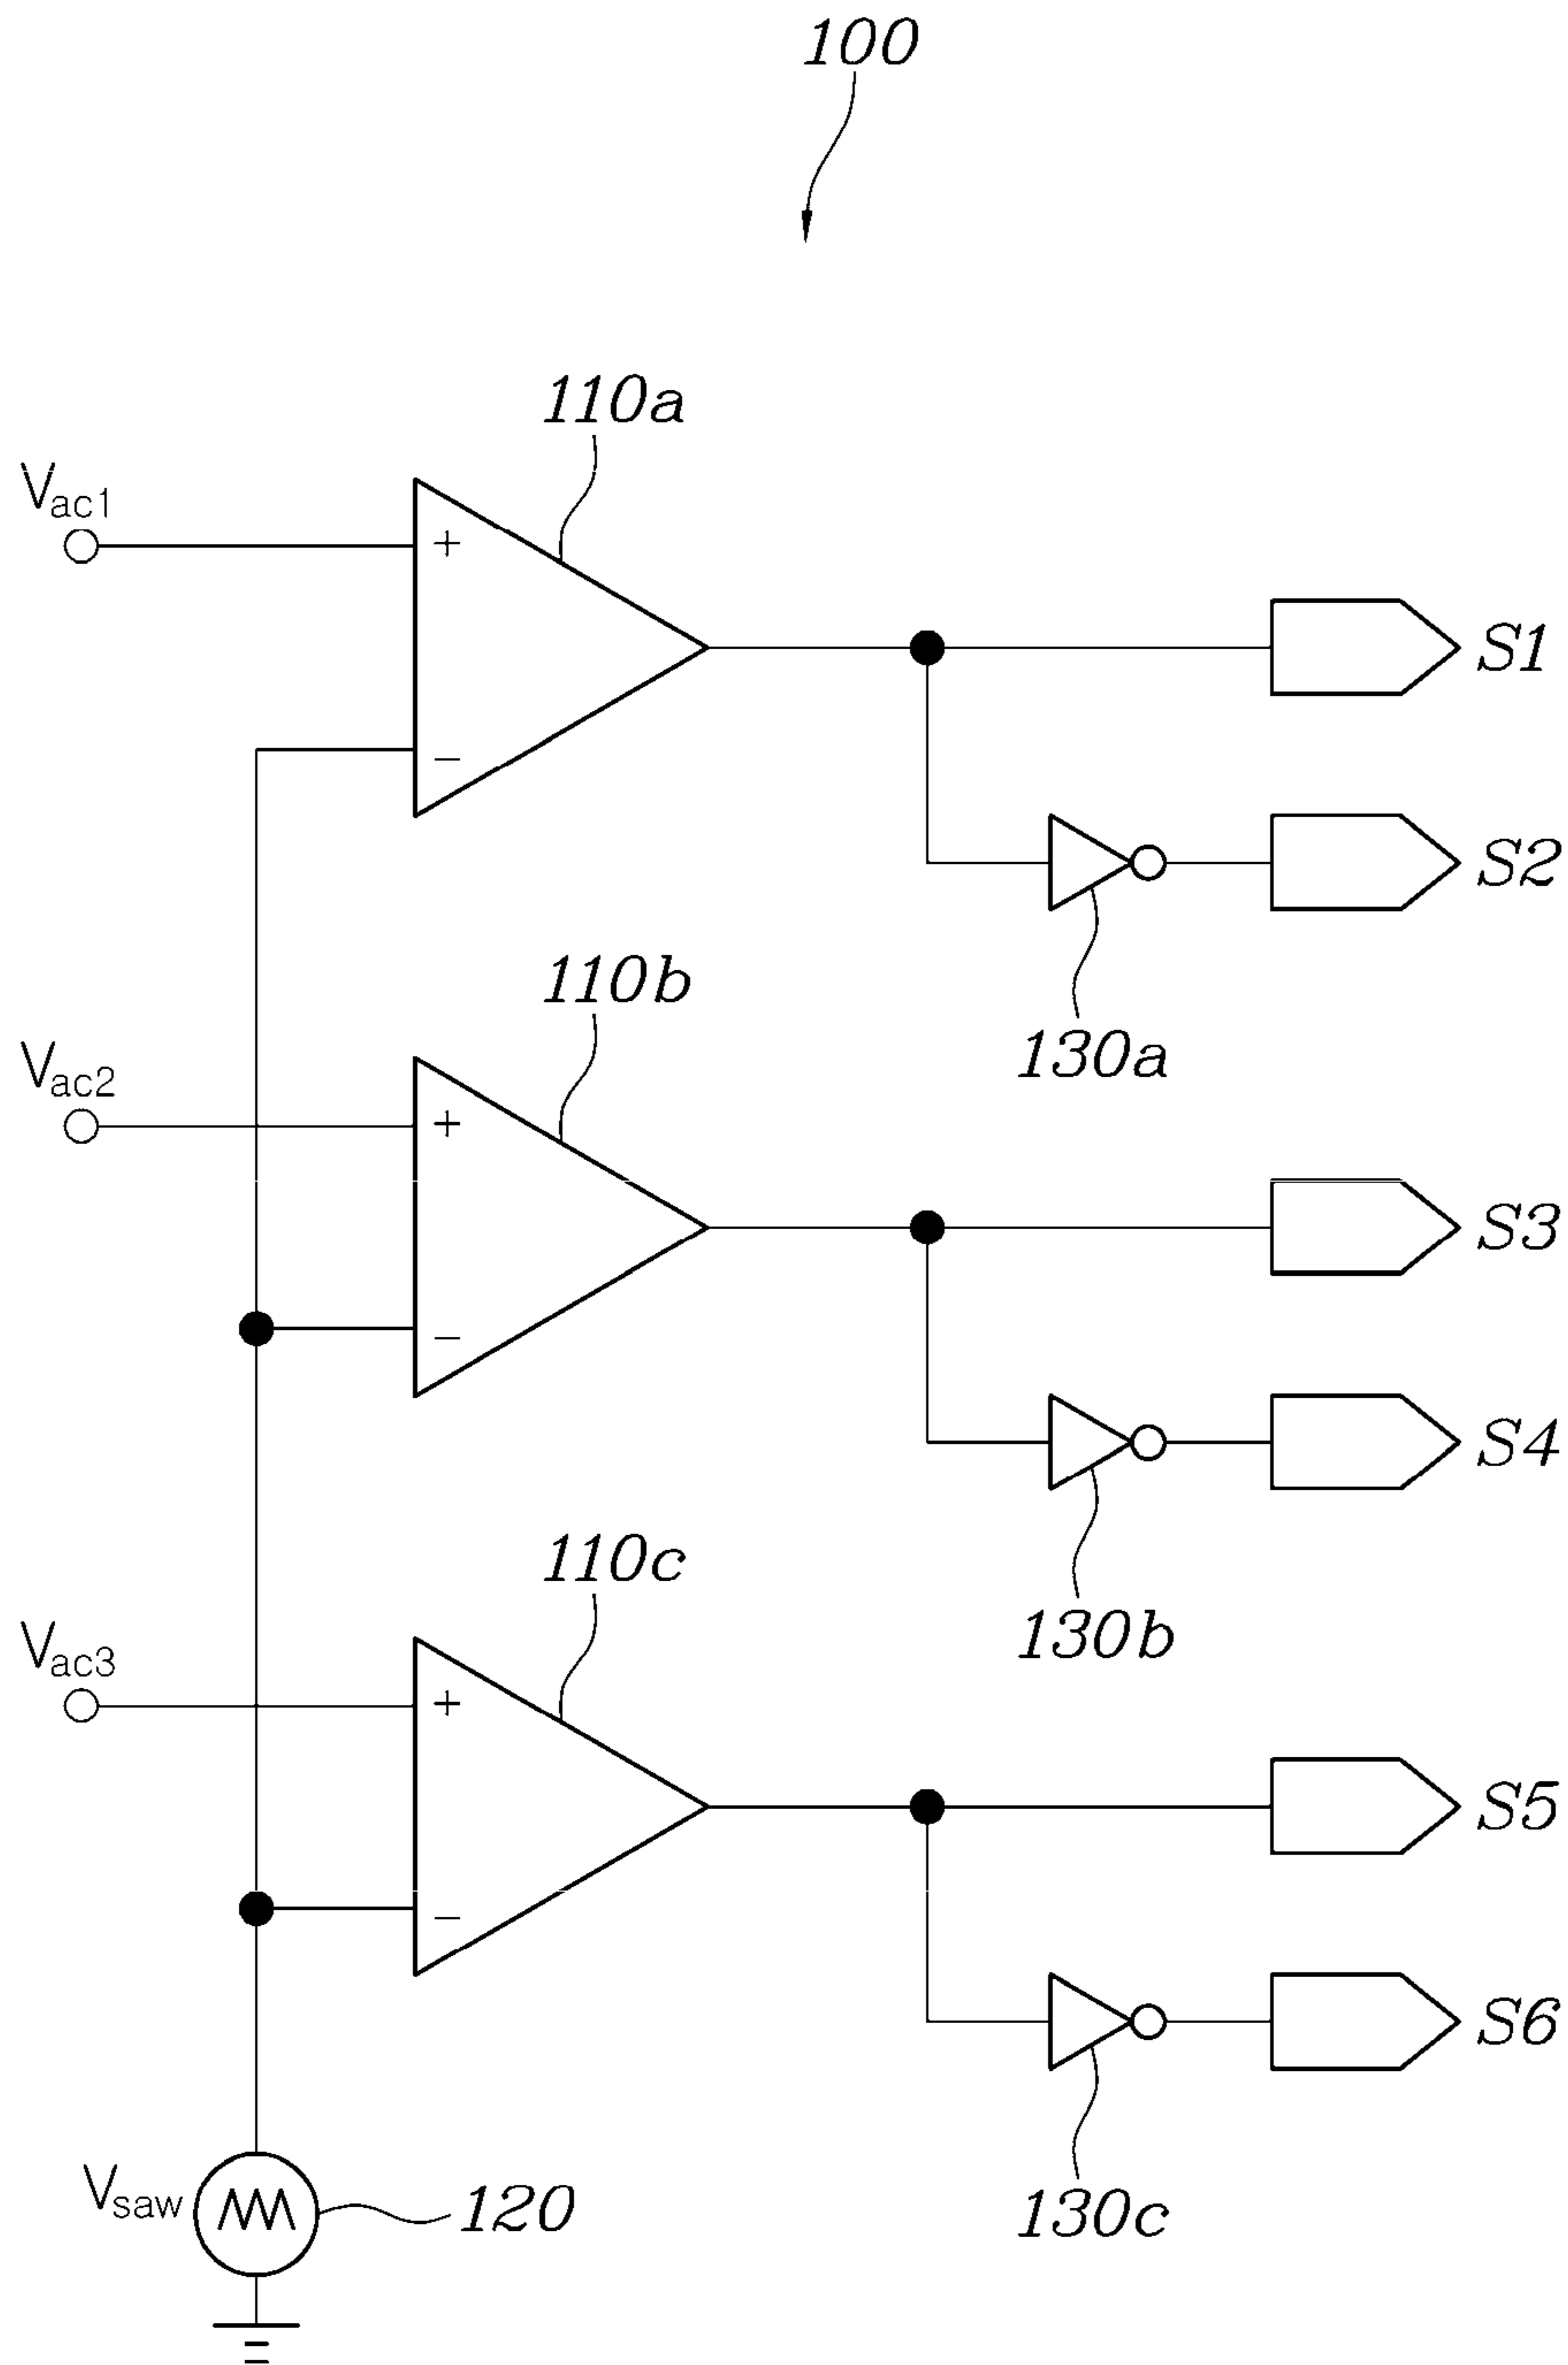 100
110a
Vac1
+
S1
−
S2
110b
130a
Vac2
+
S3
−
S4
110c
130b
Vac3
+
S5
−
S6
Vsaw
120
130c